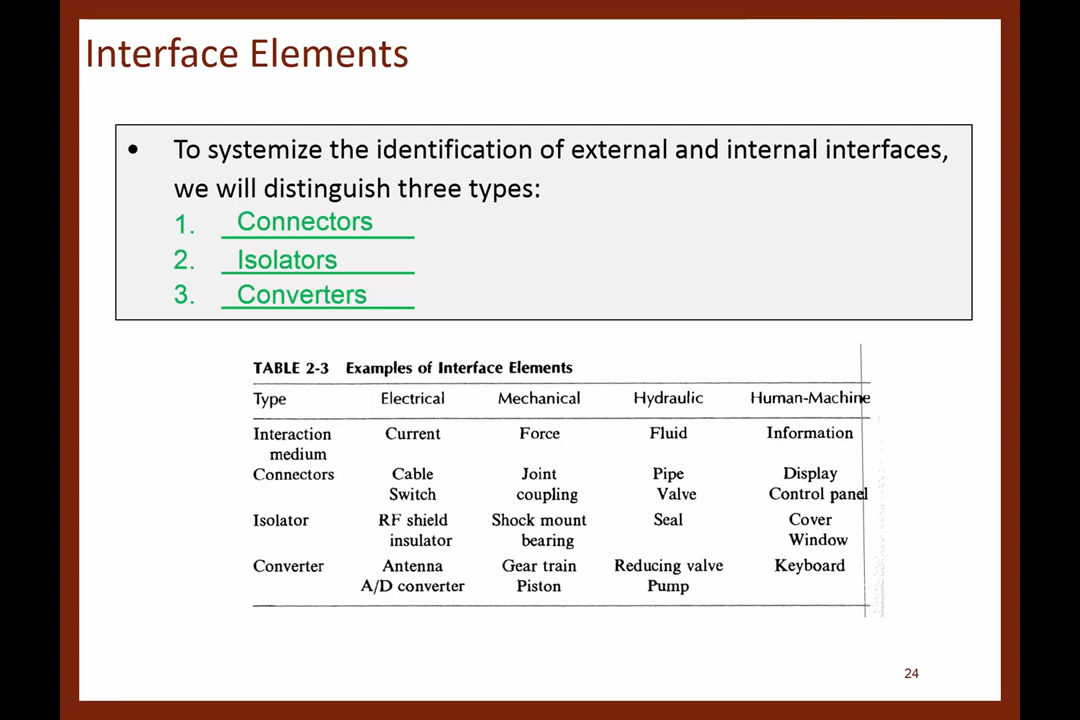 Interface Elements
• To systemize the identification of external and internal interfaces,
we will distinguish three types:
1. Connectors
2. Isolators
3. Converters
TABLE 2-3 Examples of Interface Elements
Type Electrical Mechanical Hydraulic Human-Machine
Interaction Current Force Fluid Information
medium
Connectors Cable Joint Pipe Display
Switch coupling Valve Control panel
Isolator RF shield Shock mount Seal Cover
insulator bearing Window
Converter Antenna Gear train Reducing valve Keyboard
A/D converter Piston Pump
24